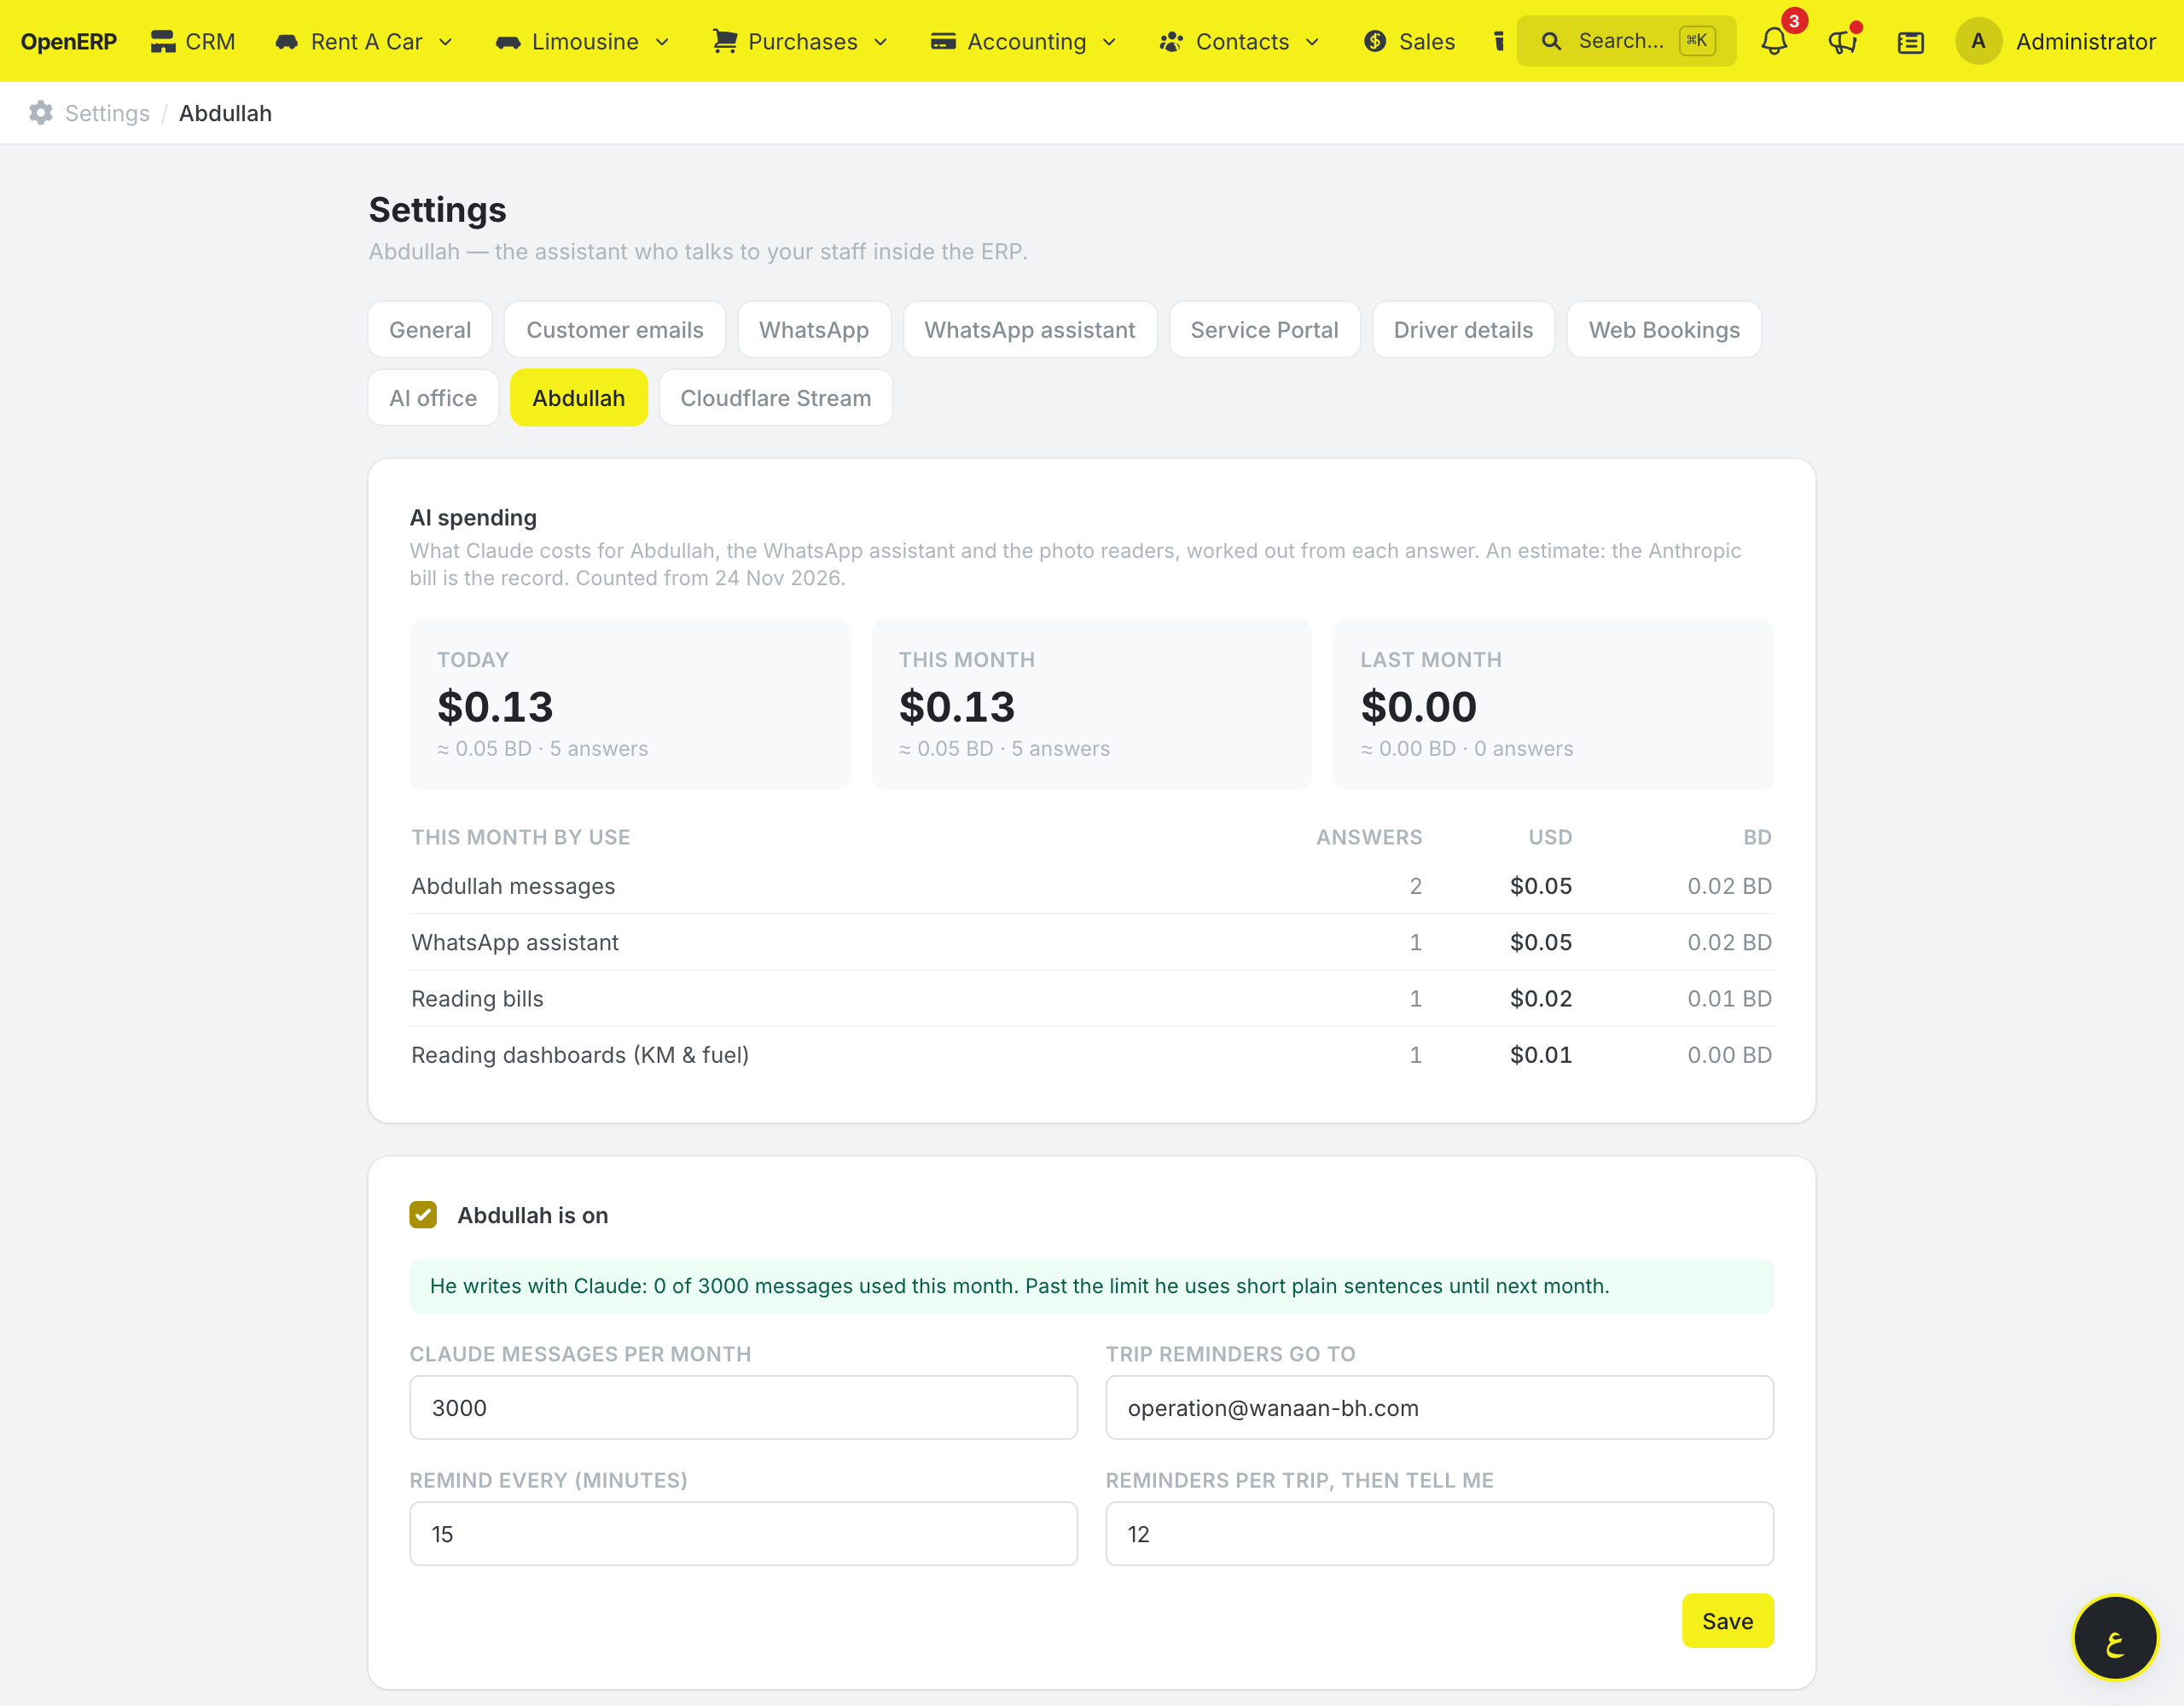 OpenERP CRM Rent A Car Limousine Purchases Accounting Contacts Sales Search... ⌘K 3 A Administrator
Settings / Abdullah
Settings
Abdullah — the assistant who talks to your staff inside the ERP.
General Customer emails WhatsApp WhatsApp assistant Service Portal Driver details Web Bookings
AI office Abdullah Cloudflare Stream
AI spending
What Claude costs for Abdullah, the WhatsApp assistant and the photo readers, worked out from each answer. An estimate: the Anthropic
bill is the record. Counted from 24 Nov 2026.
TODAY THIS MONTH LAST MONTH
$0.13 $0.13 $0.00
≈ 0.05 BD · 5 answers ≈ 0.05 BD · 5 answers ≈ 0.00 BD · 0 answers
THIS MONTH BY USE ANSWERS USD BD
Abdullah messages 2 $0.05 0.02 BD
WhatsApp assistant 1 $0.05 0.02 BD
Reading bills 1 $0.02 0.01 BD
Reading dashboards (KM & fuel) 1 $0.01 0.00 BD
Abdullah is on
He writes with Claude: 0 of 3000 messages used this month. Past the limit he uses short plain sentences until next month.
CLAUDE MESSAGES PER MONTH TRIP REMINDERS GO TO
3000 operation@wanaan-bh.com
REMIND EVERY (MINUTES) REMINDERS PER TRIP, THEN TELL ME
15 12
Save
ع